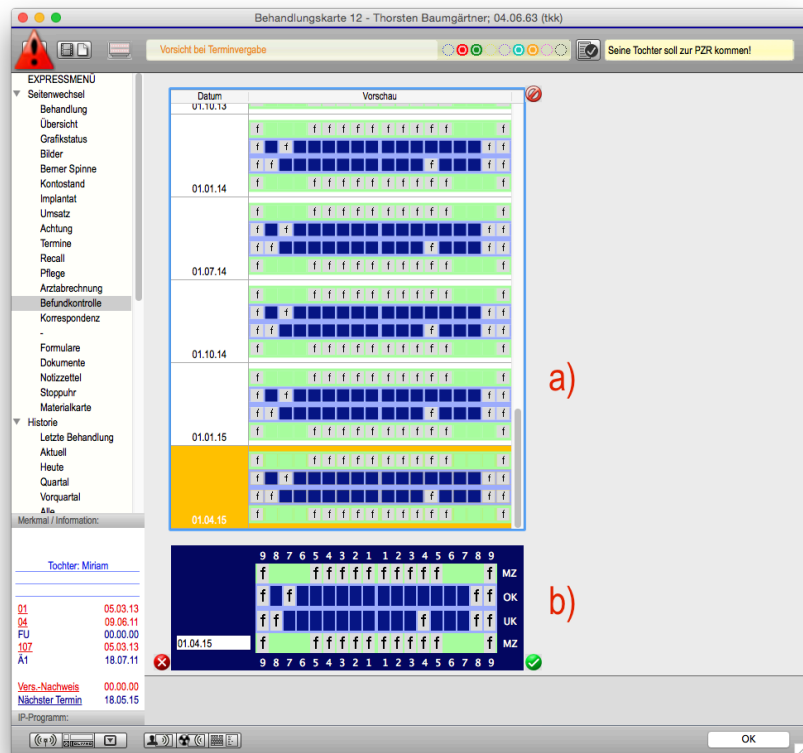 Behandlungskarte 12 - Thorsten Baumgärtner; 04.06.63 (tkk)
Vorsicht bei Terminvergabe
Seine Tochter soll zur PZR kommen!
EXPRESSMENÜ
Seitenwechsel
Behandlung
Übersicht
Grafikstatus
Bilder
Berner Spinne
Kontostand
Implantat
Umsatz
Achtung
Termine
Recall
Pflege
Arztabrechnung
Befundkontrolle
Korrespondenz
-
Formulare
Dokumente
Notizzettel
Stoppuhr
Materialkarte
Historie
Letzte Behandlung
Aktuell
Heute
Quartal
Vorquartal
Alle
Merkmal / Information:
Tochter: Miriam
01 05.03.13
04 09.06.11
FU 00.00.00
107 05.03.13
Ä1 18.07.11
Vers.-Nachweis 00.00.00
Nächster Termin 18.05.15
IP-Programm:
Datum Vorschau
01.10.13
f f f f f f f f f f f f
f f f f
f f f f f
01.01.14 f f f f f f f f f f f f
f f f f f f f f f f f f
f f f f
f f f f f
01.07.14 f f f f f f f f f f f f
f f f f f f f f f f f f
f f f f
f f f f f
01.10.14 f f f f f f f f f f f f
f f f f f f f f f f f f
f f f f
f f f f f
01.01.15 f f f f f f f f f f f f
f f f f f f f f f f f f
f f f f
f f f f f
01.04.15 f f f f f f f f f f f f
a)
9 8 7 6 5 4 3 2 1 1 2 3 4 5 6 7 8 9
f f f f f f f f f f f f MZ
f f f f OK
f f f f f UK
01.04.15 f f f f f f f f f f f f MZ
9 8 7 6 5 4 3 2 1 1 2 3 4 5 6 7 8 9
b)
OK